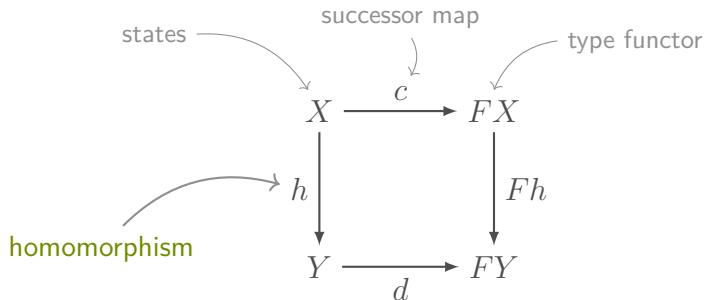 successor map
states
type functor
c
X
FX
h
Fh
homomorphism
Y
FY
d